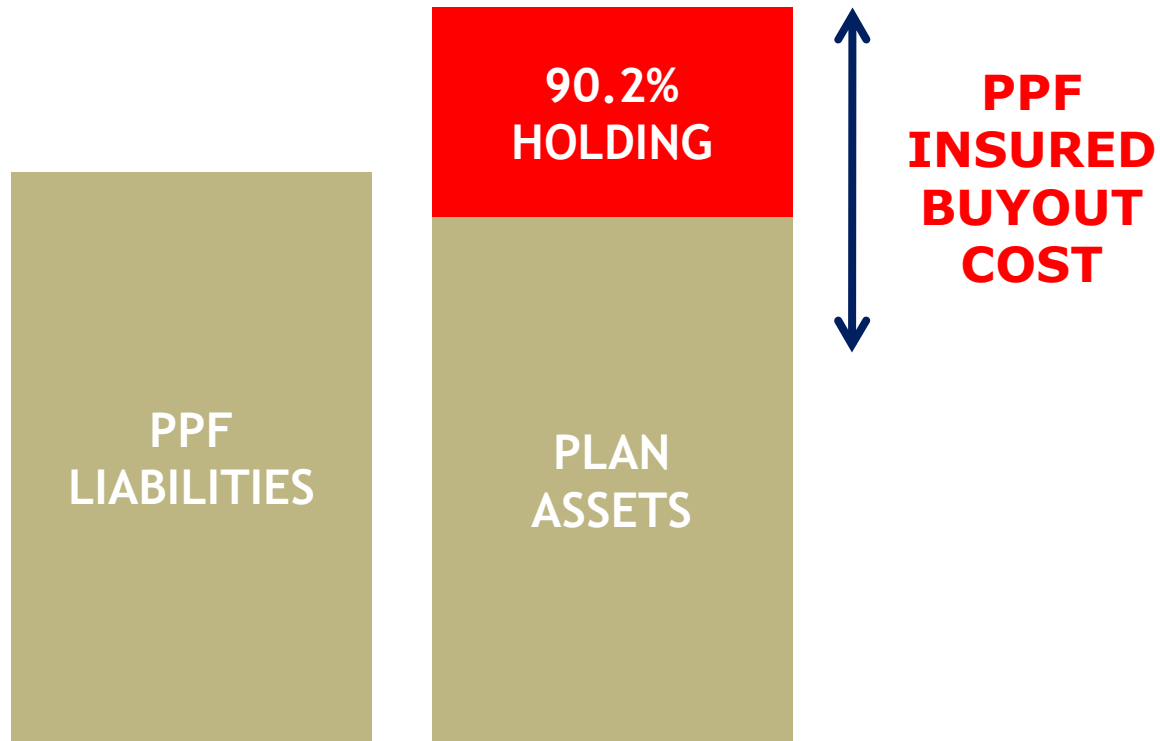 90.2%
HOLDING
PPF
INSURED
BUYOUT
COST
PPF
LIABILITIES
PLAN
ASSETS